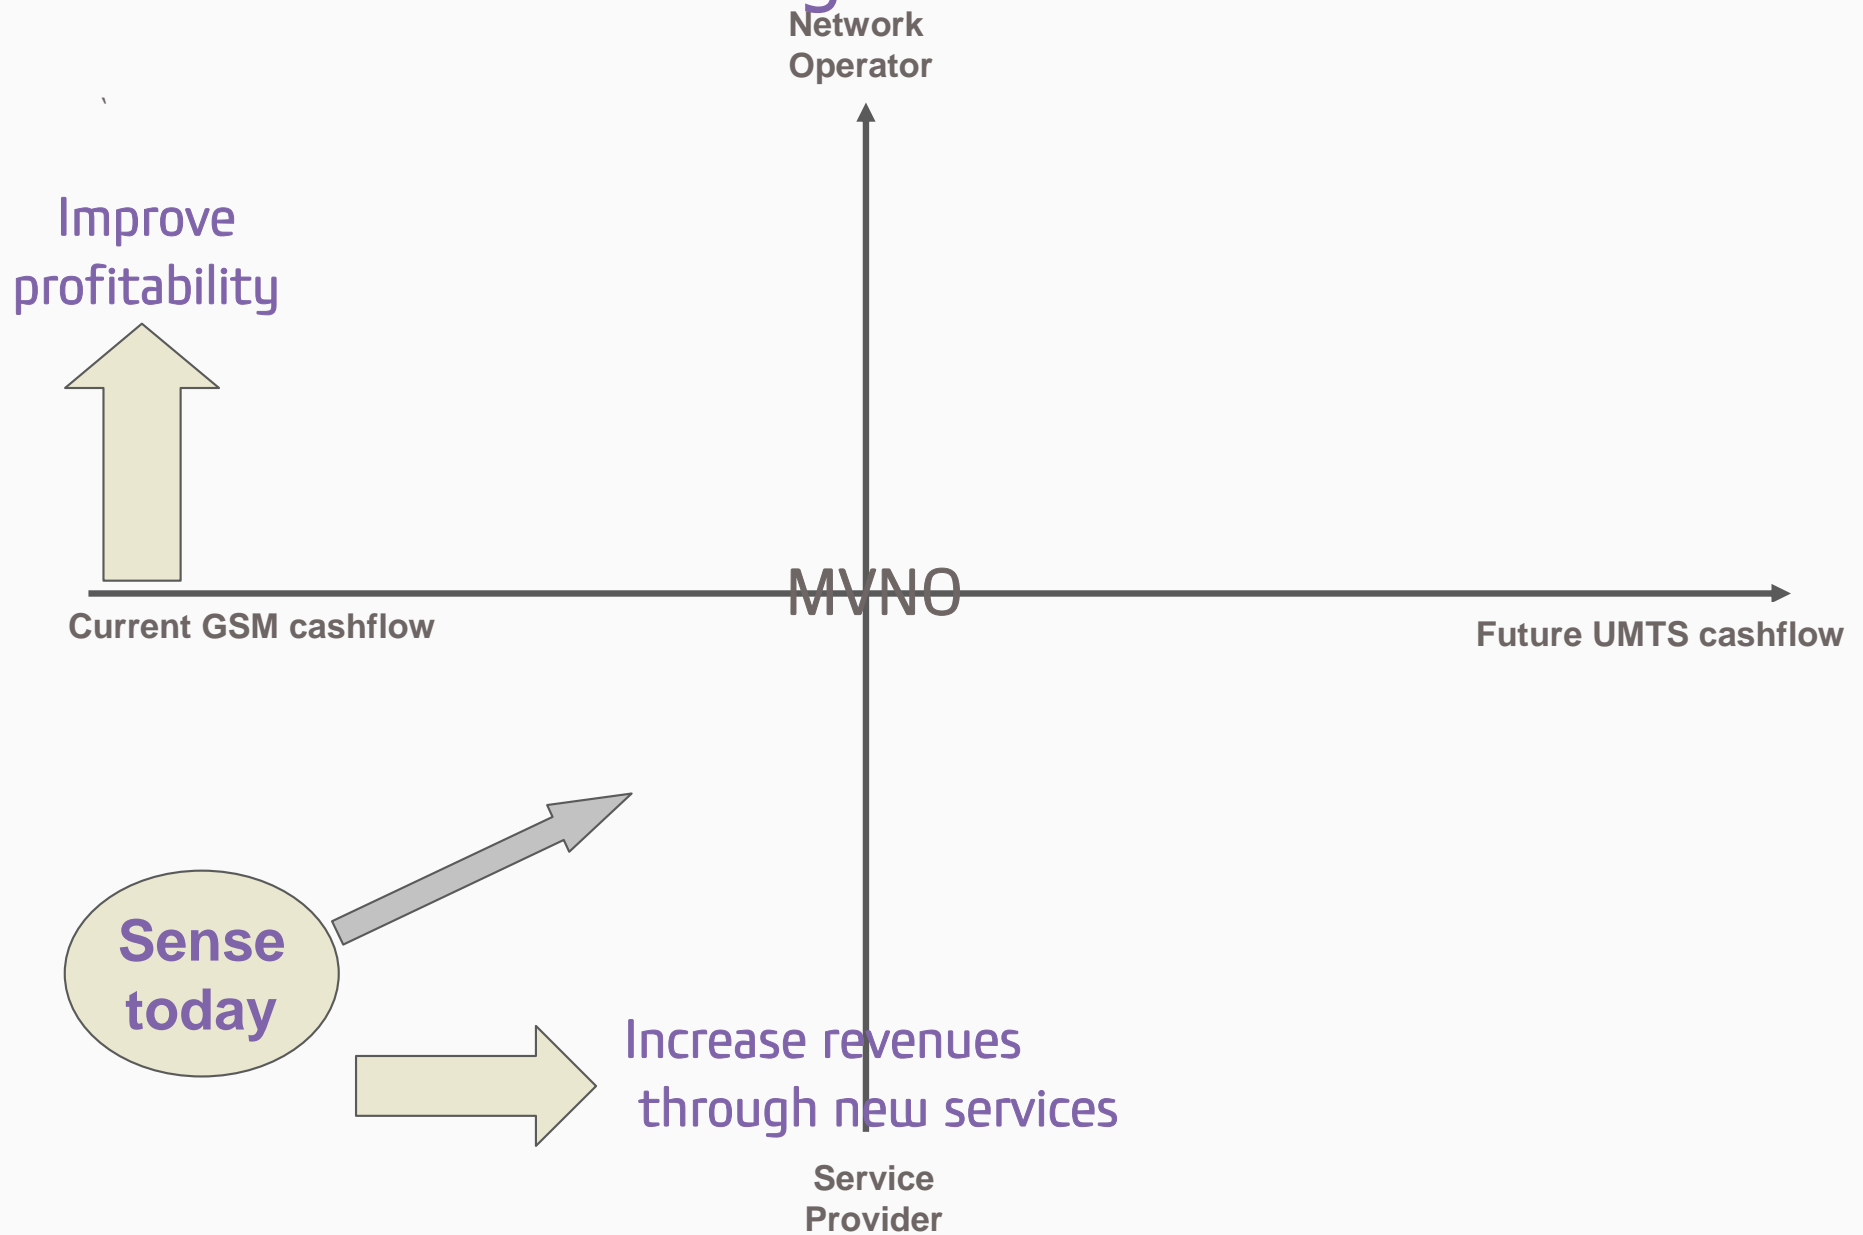 Network
Operator
Improve
profitability
MVNO
Current GSM cashflow
Future UMTS cashflow
Sense
today
Increase revenues
through new services
Service
Provider